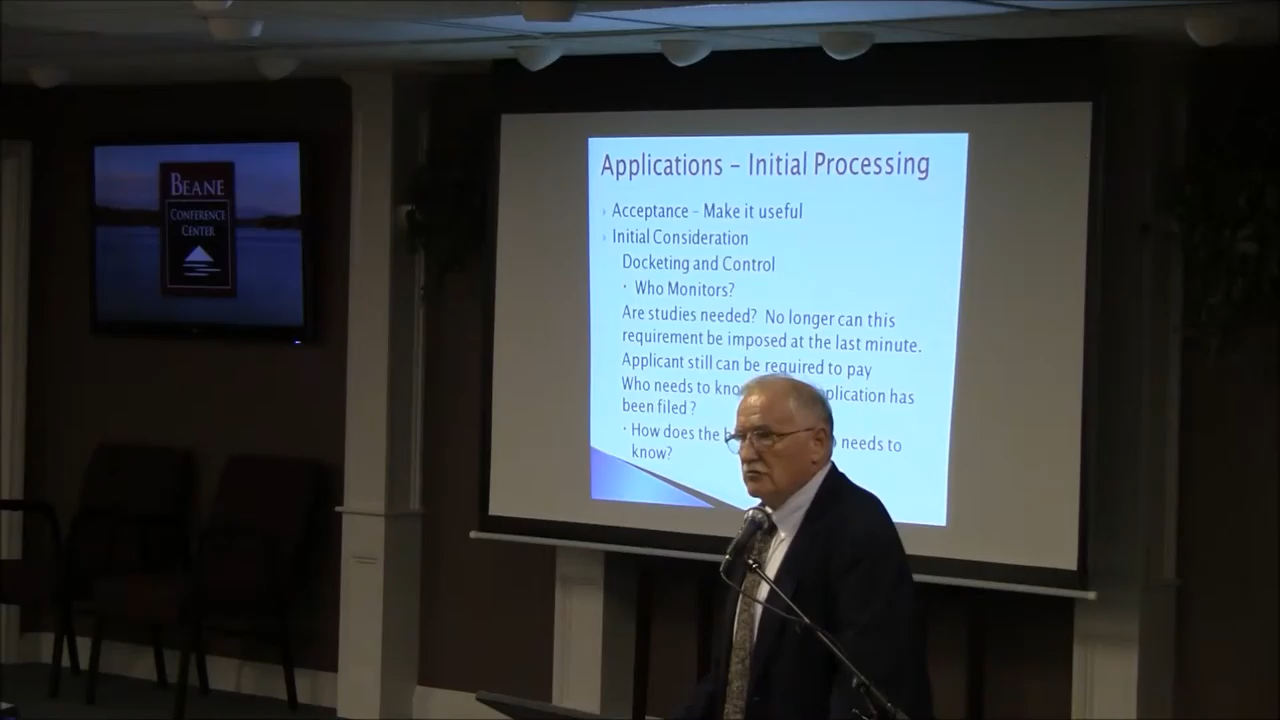 BEANE
CONFERENCE
CENTER
Applications – Initial Processing
Acceptance – Make it useful
Initial Consideration
Docketing and Control
• Who Monitors?
Are studies needed? No longer can this
requirement be imposed at the last minute.
Applicant still can be required to pay
Who needs to has
been filed ?
• How does the needs to
know?